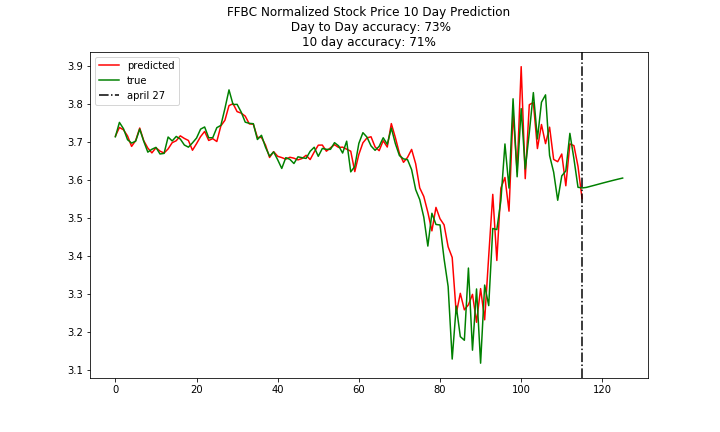 FFBC Normalized Stock Price 10 Day Prediction
Day to Day accuracy: 73%
10 day accuracy: 71%
predicted
true
april 27
3.9
3.8
3.7
3.6
3.5
3.4
3.3
3.2
3.1
0 20 40 60 80 100 120